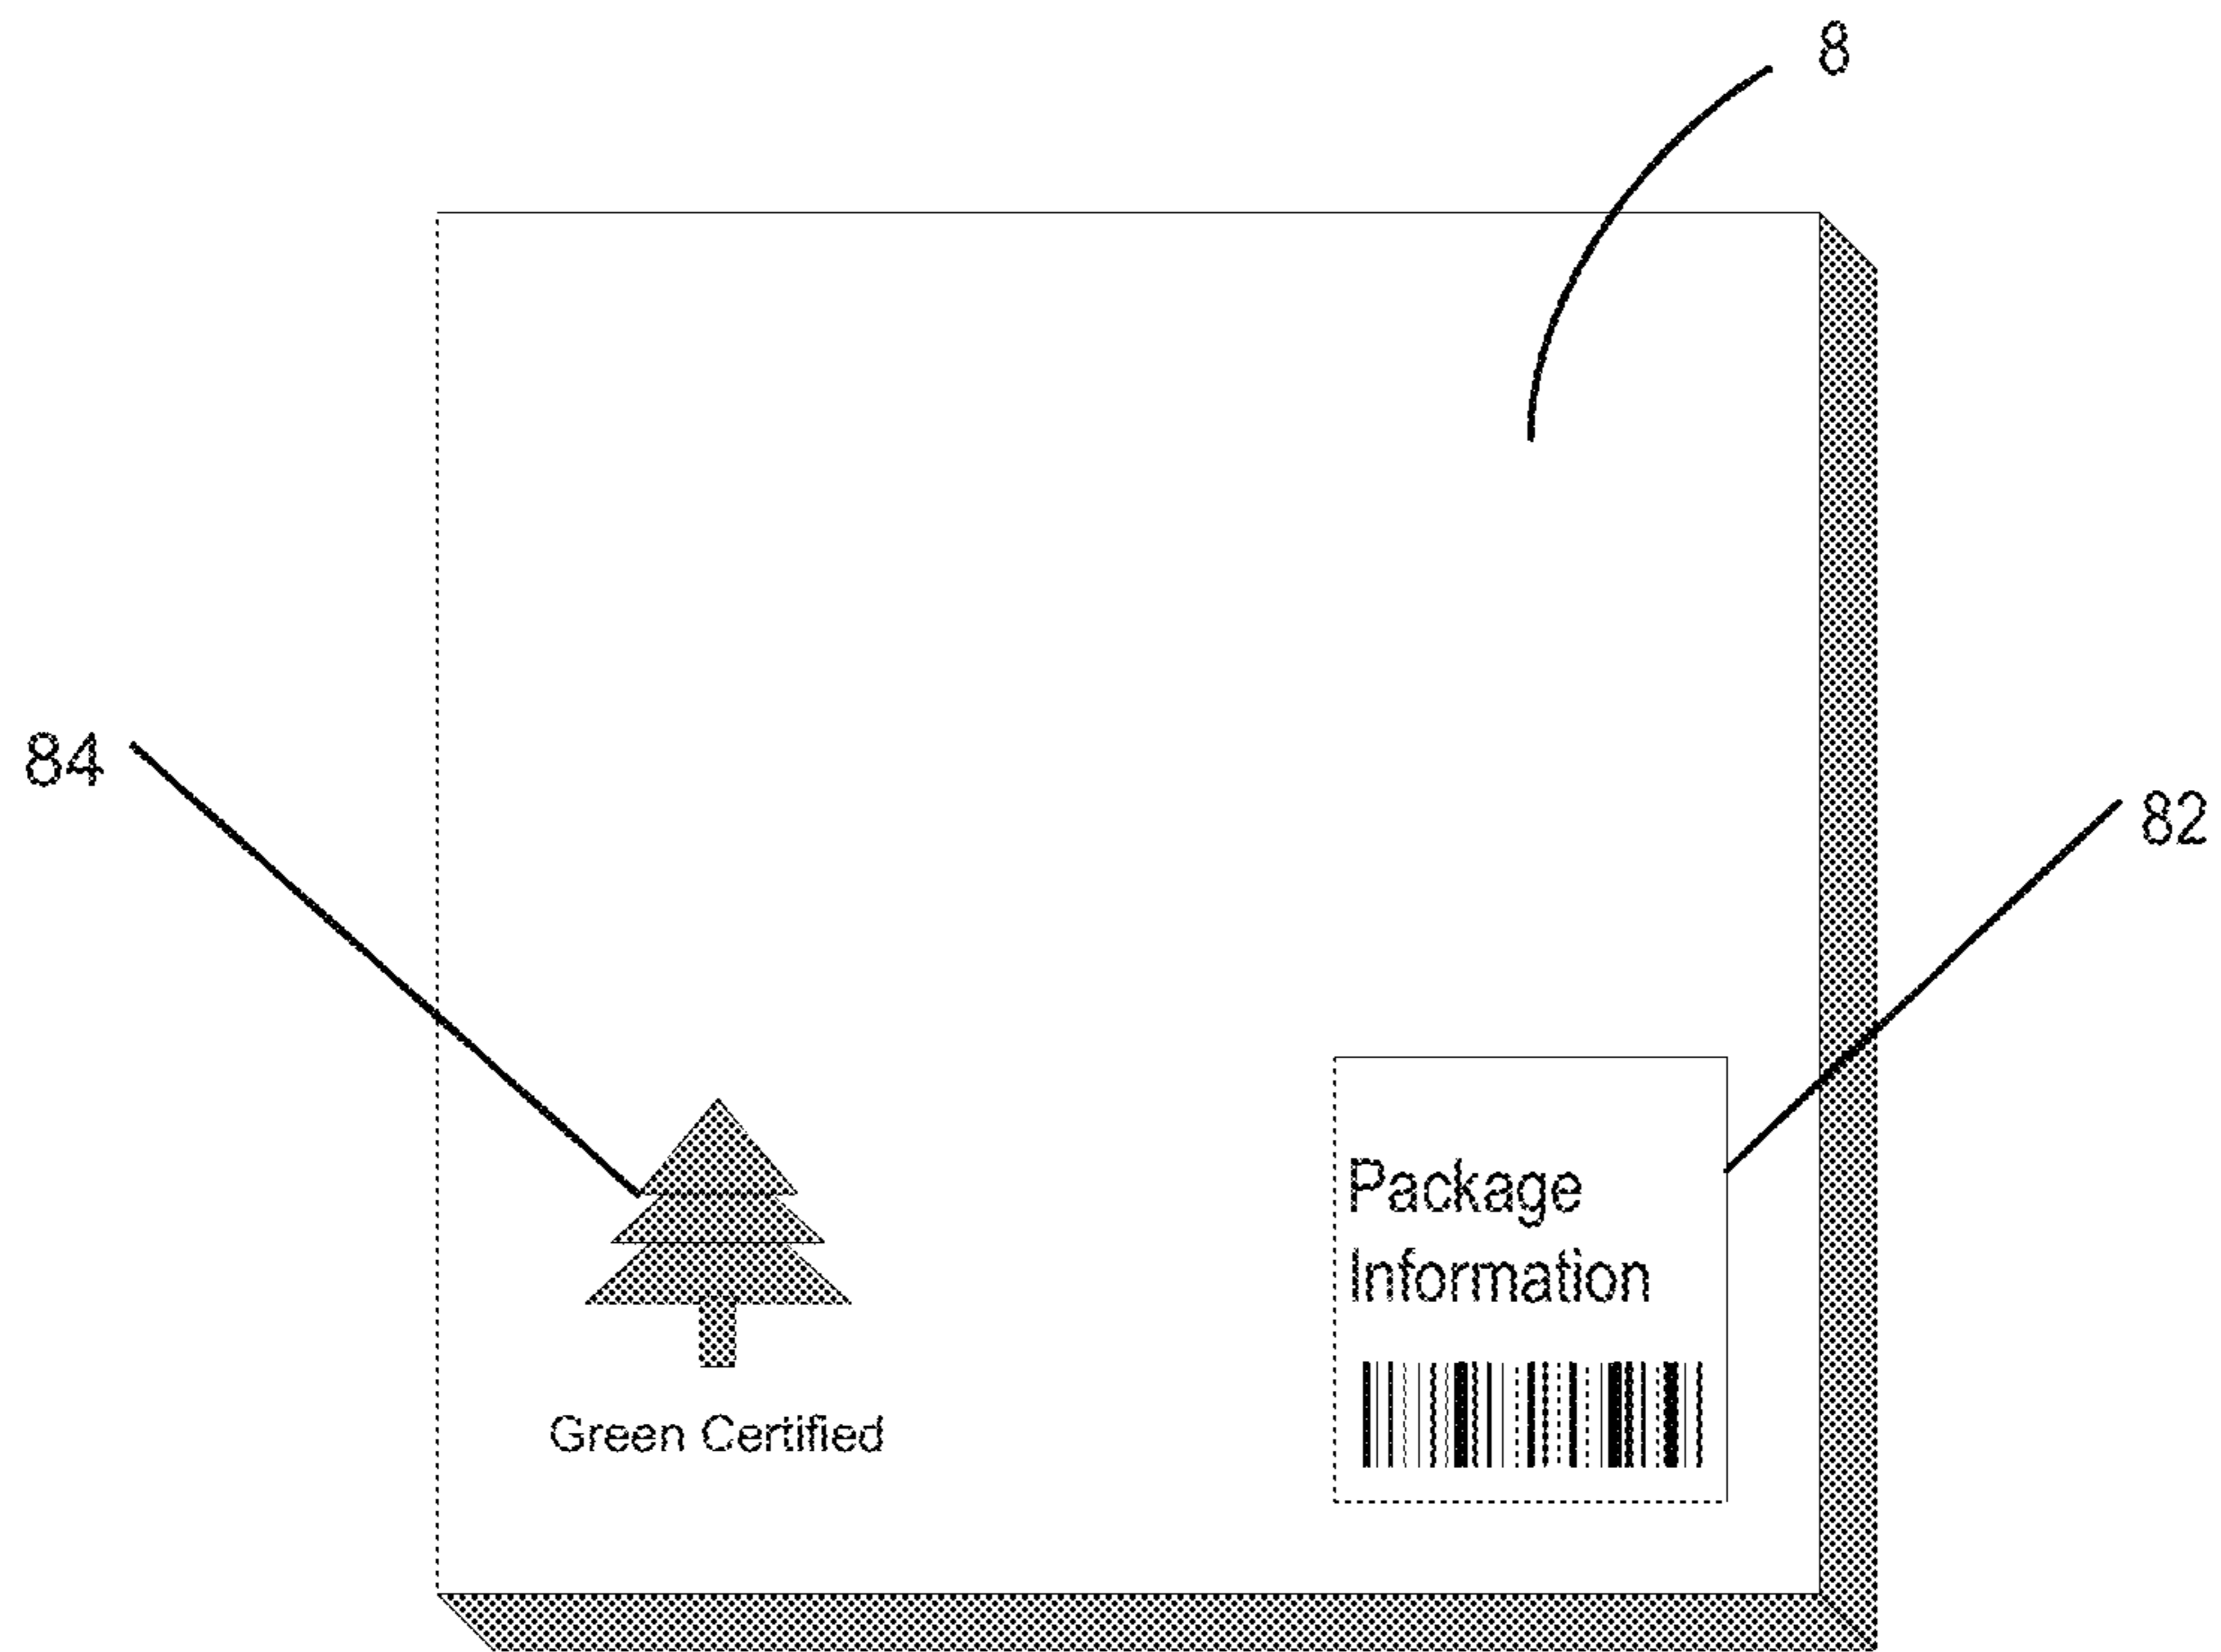 8
84
82
Package
Information
Green Certified